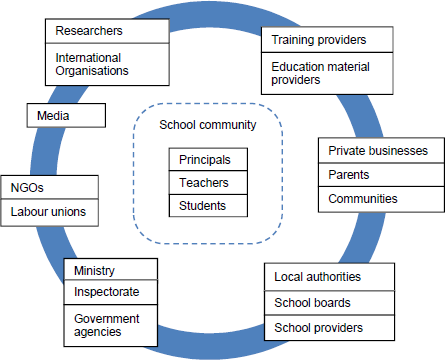 Researchers
International
Organisations
Training providers
Education material
providers
Media
School community
Principals
Teachers
Students
Private businesses
Parents
Communities
NGOs
Labour unions
Ministry
Inspectorate
Government
agencies
Local authorities
School boards
School providers